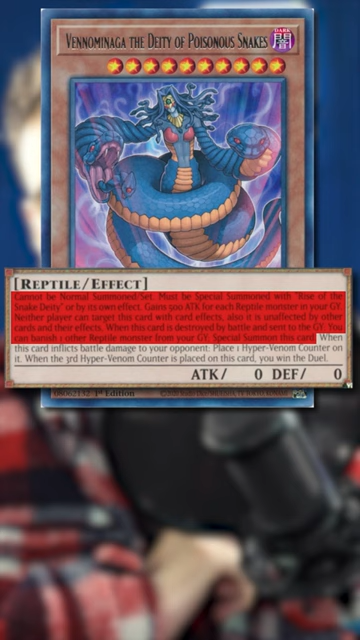 VENNOMINAGA THE DEITY OF POISONOUS SNAKES
DARK
闇
[REPTILE/EFFECT]
Cannot be Normal Summoned/Set. Must be Special Summoned with "Rise of the
Snake Deity" or by its own effect. Gains 500 ATK for each Reptile monster in your GY.
Neither player can target this card with card effects, also it is unaffected by other
cards and their effects. When this card is destroyed by battle and sent to the GY: You
can banish 1 other Reptile monster from your GY; Special Summon this card. When
this card inflicts battle damage to your opponent: Place 1 Hyper-Venom Counter on
it. When the 3rd Hyper-Venom Counter is placed on this card, you win the Duel.
ATK/ 0 DEF/ 0
1st Edition